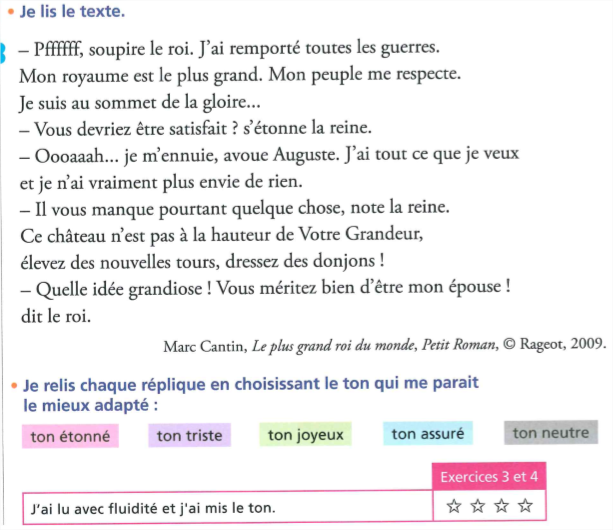 • Je lis le texte.
– Pffffff, soupire le roi. J'ai remporté toutes les guerres.
Mon royaume est le plus grand. Mon peuple me respecte.
Je suis au sommet de la gloire...
– Vous devriez être satisfait ? s'étonne la reine.
– Oooaaah... je m'ennuie, avoue Auguste. J'ai tout ce que je veux
et je n'ai vraiment plus envie de rien.
– Il vous manque pourtant quelque chose, note la reine.
Ce château n'est pas à la hauteur de Votre Grandeur,
élevez des nouvelles tours, dressez des donjons !
– Quelle idée grandiose ! Vous méritez bien d'être mon épouse !
dit le roi.
Marc Cantin, Le plus grand roi du monde, Petit Roman, © Rageot, 2009.
• Je relis chaque réplique en choisissant le ton qui me parait
le mieux adapté :
ton étonné ton triste ton joyeux ton assuré ton neutre
Exercices 3 et 4
J'ai lu avec fluidité et j'ai mis le ton. ☆ ☆ ☆ ☆